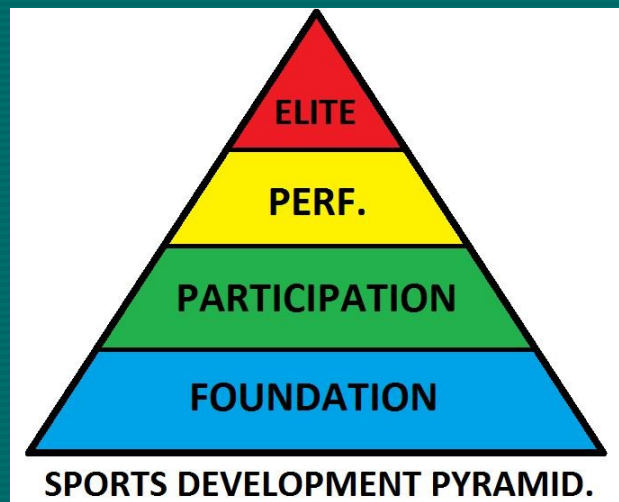 ELITE
PERF.
PARTICIPATION
FOUNDATION
SPORTS DEVELOPMENT PYRAMID.